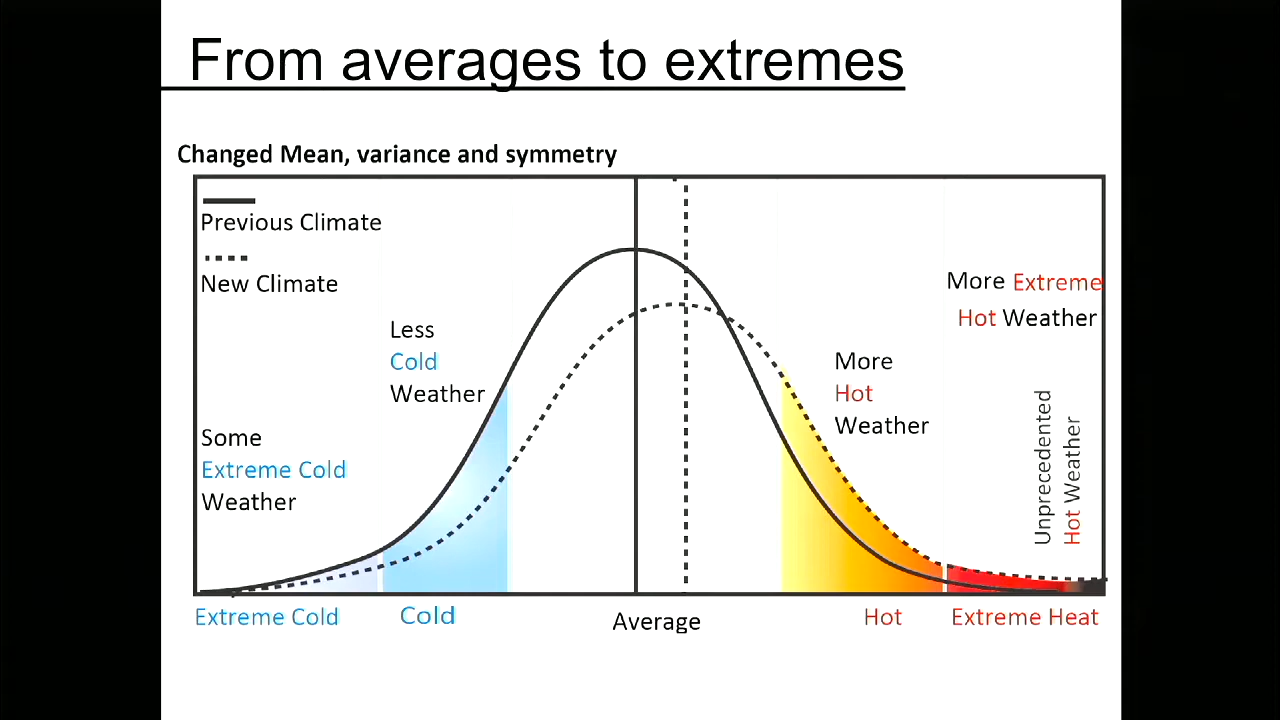 From averages to extremes
Changed Mean, variance and symmetry
Previous Climate
New Climate
Less
Cold
Weather
Some
Extreme Cold
Weather
More Extreme
Hot Weather
More
Hot
Weather
Unprecedented
Hot Weather
Extreme Cold
Cold
Average
Hot
Extreme Heat